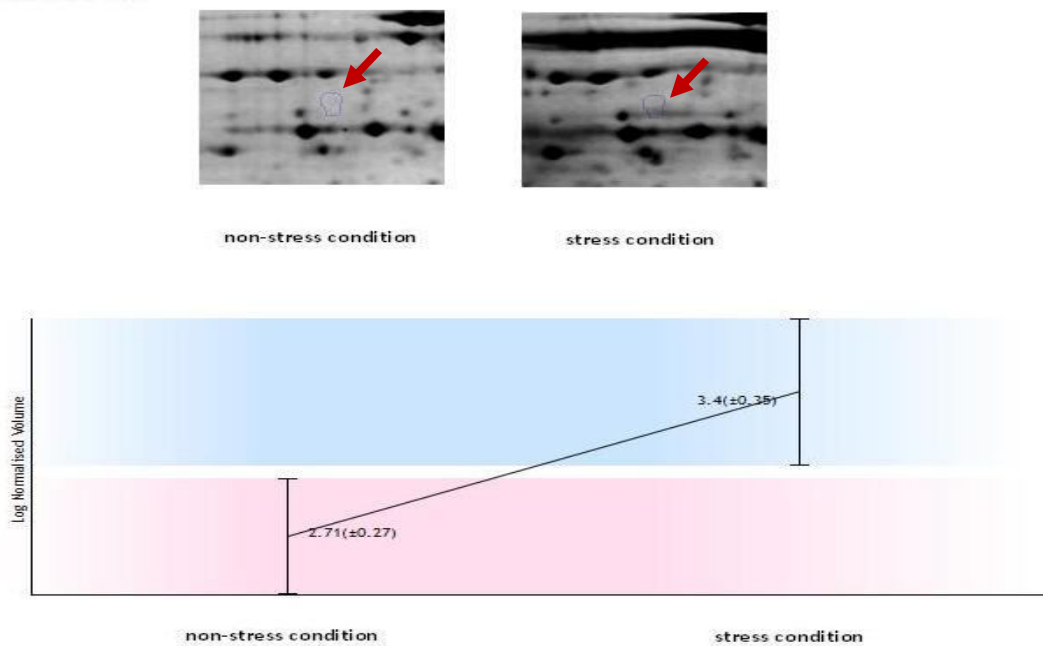 non-stress condition
stress condition
Log Normalised Volume
3.4(±0.35)
2.71(±0.27)
non-stress condition
stress condition